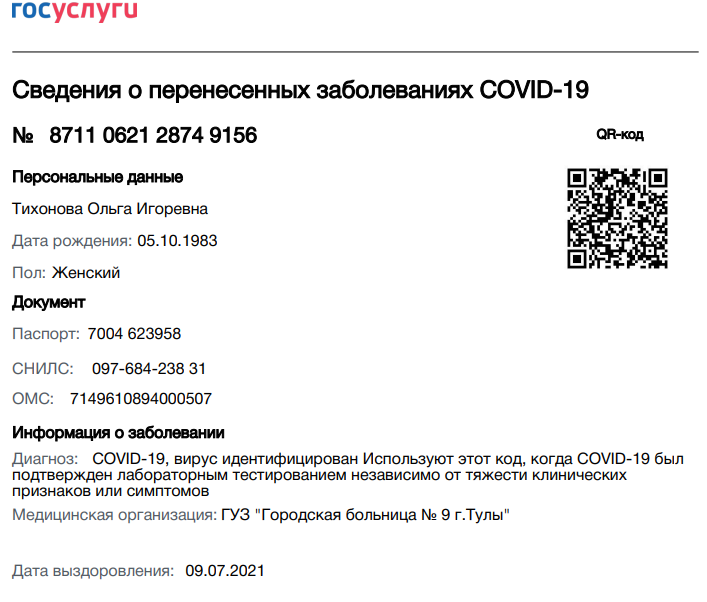 госуслуги
Сведения о перенесенных заболеваниях COVID-19
№ 8711 0621 2874 9156
QR-код
Персональные данные
Тихонова Ольга Игоревна
Дата рождения: 05.10.1983
Пол: Женский
Документ
Паспорт: 7004 623958
СНИЛС: 097-684-238 31
ОМС: 7149610894000507
Информация о заболевании
Диагноз: COVID-19, вирус идентифицирован Используют этот код, когда COVID-19 был
подтвержден лабораторным тестированием независимо от тяжести клинических
признаков или симптомов
Медицинская организация: ГУЗ "Городская больница № 9 г.Тулы"
Дата выздоровления: 09.07.2021